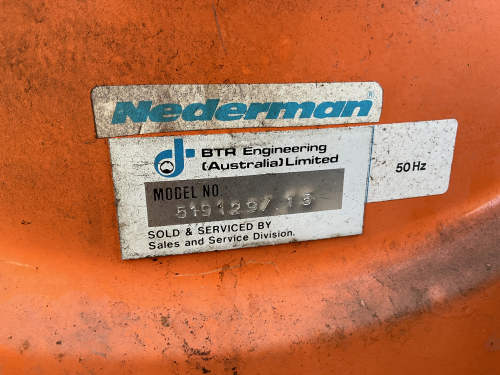 Nederman®
BTR Engineering
(Australia) Limited
50 Hz
MODEL NO.:
519129/ 13
SOLD & SERVICED BY
Sales and Service Division.